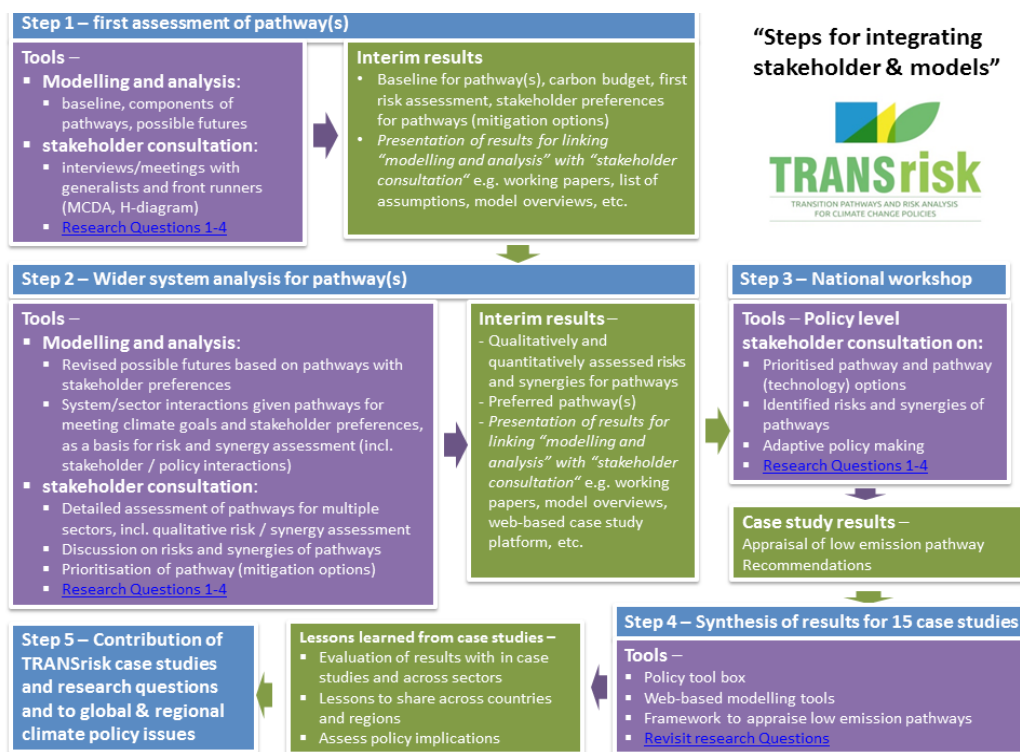 Step 1 – first assessment of pathway(s)
Tools –
▪ Modelling and analysis:
▪ baseline, components of
pathways, possible futures
▪ stakeholder consultation:
▪ interviews/meetings with
generalists and front runners
(MCDA, H-diagram)
▪ Research Questions 1-4
Interim results
• Baseline for pathway(s), carbon budget, first
risk assessment, stakeholder preferences
for pathways (mitigation options)
• Presentation of results for linking
“modelling and analysis” with “stakeholder
consultation“ e.g. working papers, list of
assumptions, model overviews, etc.
“Steps for integrating
stakeholder & models”
TRANSrisk
TRANSITION PATHWAYS AND RISK ANALYSIS
FOR CLIMATE CHANGE POLICIES
Step 2 – Wider system analysis for pathway(s)
Tools –
▪ Modelling and analysis:
▪ Revised possible futures based on pathways with
stakeholder preferences
▪ System/sector interactions given pathways for
meeting climate goals and stakeholder preferences,
as a basis for risk and synergy assessment (incl.
stakeholder / policy interactions)
▪ stakeholder consultation:
▪ Detailed assessment of pathways for multiple
sectors, incl. qualitative risk / synergy assessment
▪ Discussion on risks and synergies of pathways
▪ Prioritisation of pathway (mitigation options)
▪ Research Questions 1-4
Interim results –
- Qualitatively and
quantitatively assessed risks
and synergies for pathways
- Preferred pathway(s)
- Presentation of results for
linking “modelling and
analysis” with “stakeholder
consultation“ e.g. working
papers, model overviews,
web-based case study
platform, etc.
Step 3 – National workshop
Tools – Policy level
stakeholder consultation on:
▪ Prioritised pathway and pathway
(technology) options
▪ Identified risks and synergies of
pathways
▪ Adaptive policy making
▪ Research Questions 1-4
Case study results –
Appraisal of low emission pathway
Recommendations
Step 4 – Synthesis of results for 15 case studies
Tools –
▪ Policy tool box
▪ Web-based modelling tools
▪ Framework to appraise low emission pathways
▪ Revisit research Questions
Lessons learned from case studies –
▪ Evaluation of results with in case
studies and across sectors
▪ Lessons to share across countries
and regions
▪ Assess policy implications
Step 5 – Contribution of
TRANSrisk case studies
and research questions
and to global & regional
climate policy issues